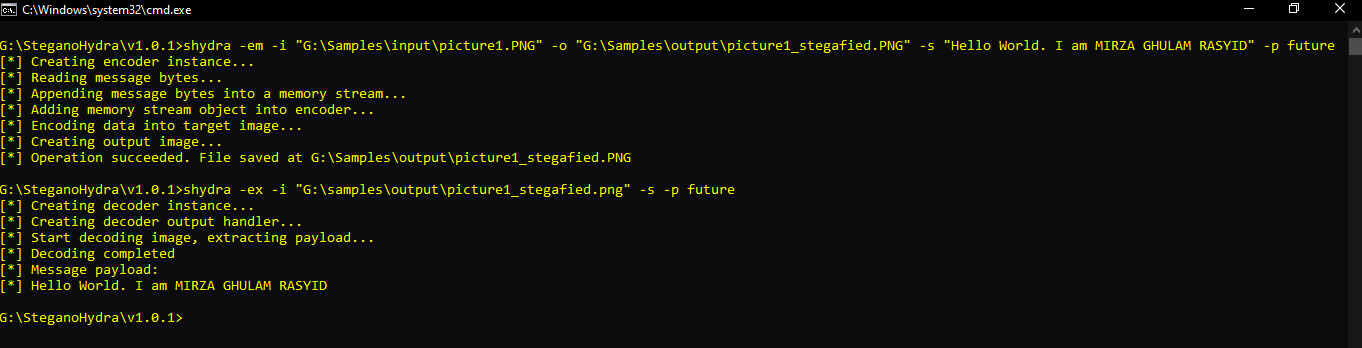 C:\Windows\system32\cmd.exe
G:\SteganoHydra\v1.0.1>shydra -em -i "G:\Samples\input\picture1.PNG" -o "G:\Samples\output\picture1_stegafied.PNG" -s "Hello World. I am MIRZA GHULAM RASYID" -p future
[*] Creating encoder instance...
[*] Reading message bytes...
[*] Appending message bytes into a memory stream...
[*] Adding memory stream object into encoder...
[*] Encoding data into target image...
[*] Creating output image...
[*] Operation succeeded. File saved at G:\Samples\output\picture1_stegafied.PNG
G:\SteganoHydra\v1.0.1>shydra -ex -i "G:\samples\output\picture1_stegafied.png" -s -p future
[*] Creating decoder instance...
[*] Creating decoder output handler...
[*] Start decoding image, extracting payload...
[*] Decoding completed
[*] Message payload:
[*] Hello World. I am MIRZA GHULAM RASYID
G:\SteganoHydra\v1.0.1>